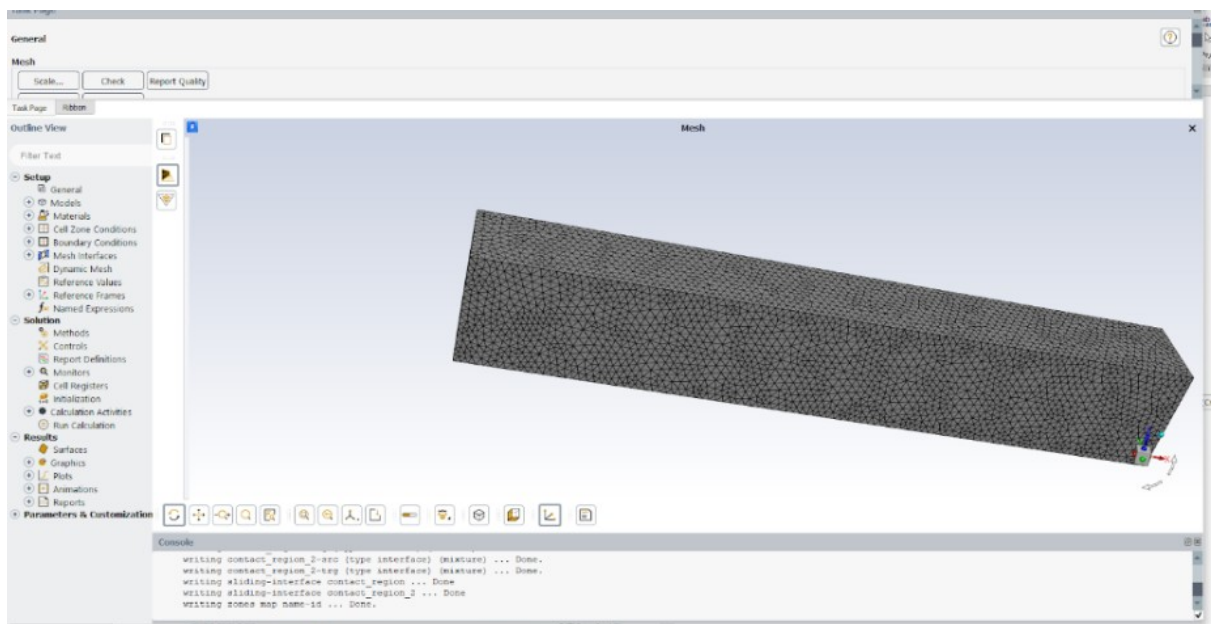 Task Page
General
Mesh
Scale... Check Report Quality
Task Page Ribbon
Outline View
Mesh
Filter Text
Setup
General
Models
Materials
Cell Zone Conditions
Boundary Conditions
Mesh Interfaces
Dynamic Mesh
Reference Values
Reference Frames
Named Expressions
Solution
Methods
Controls
Report Definitions
Monitors
Cell Registers
Initialization
Calculation Activities
Run Calculation
Results
Surfaces
Graphics
Plots
Animations
Reports
Parameters & Customization
Console
writing contact_region_2-src (type interface) (mixture) ... Done.
writing contact_region_2-trg (type interface) (mixture) ... Done.
writing sliding-interface contact_region ... Done
writing sliding-interface contact_region_2 ... Done
writing zones map name-id ... Done.